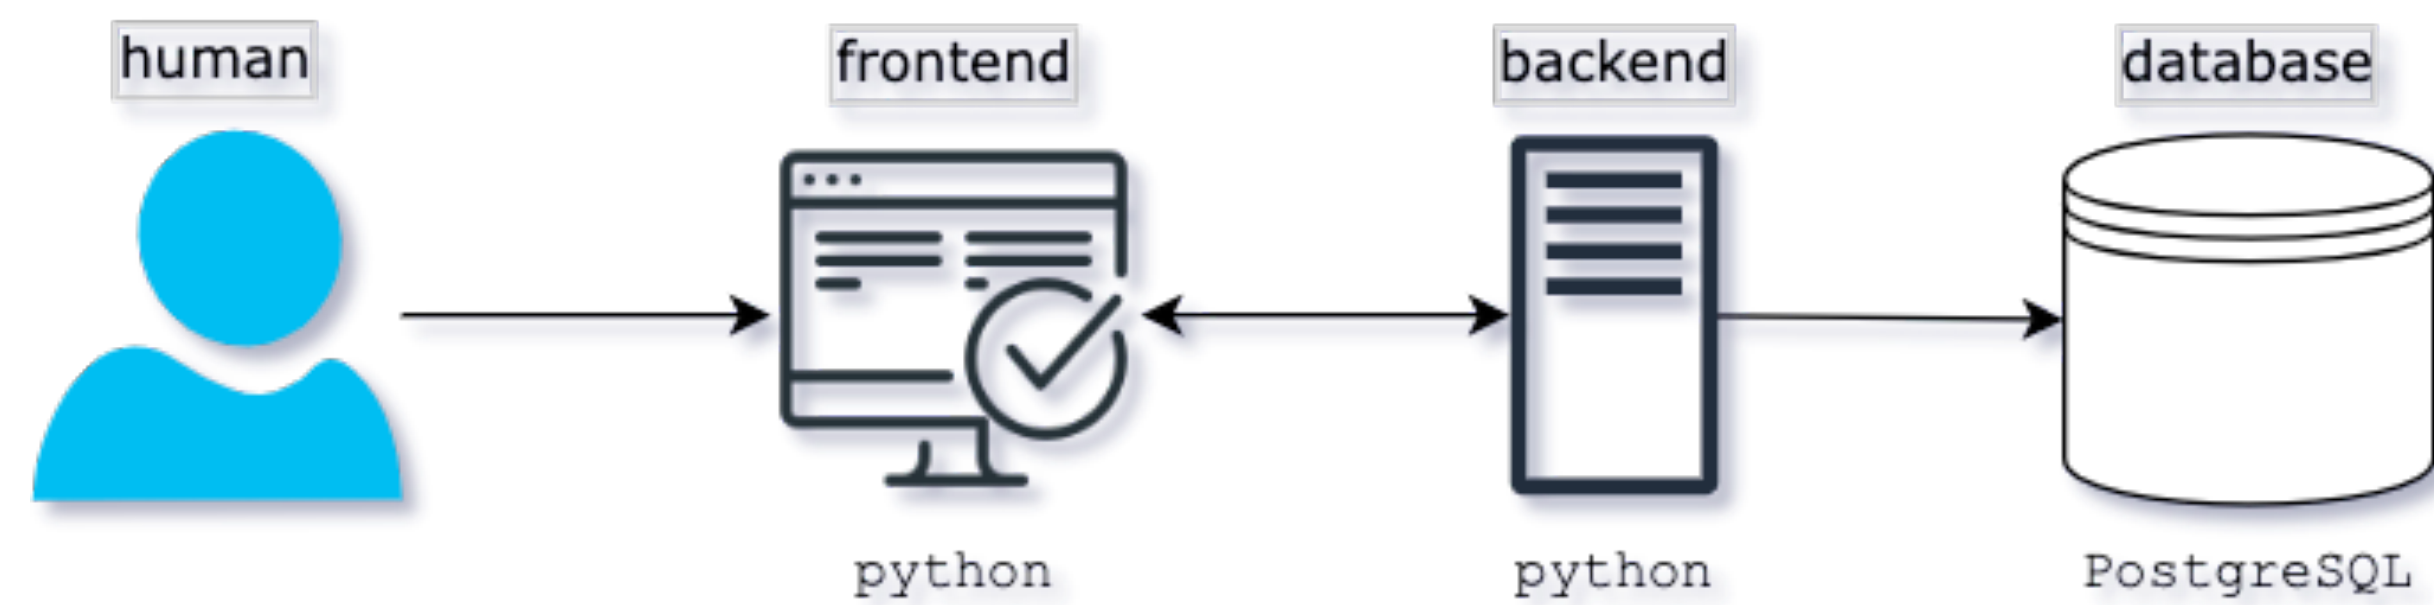 human
frontend
backend
database
python
python
PostgreSQL